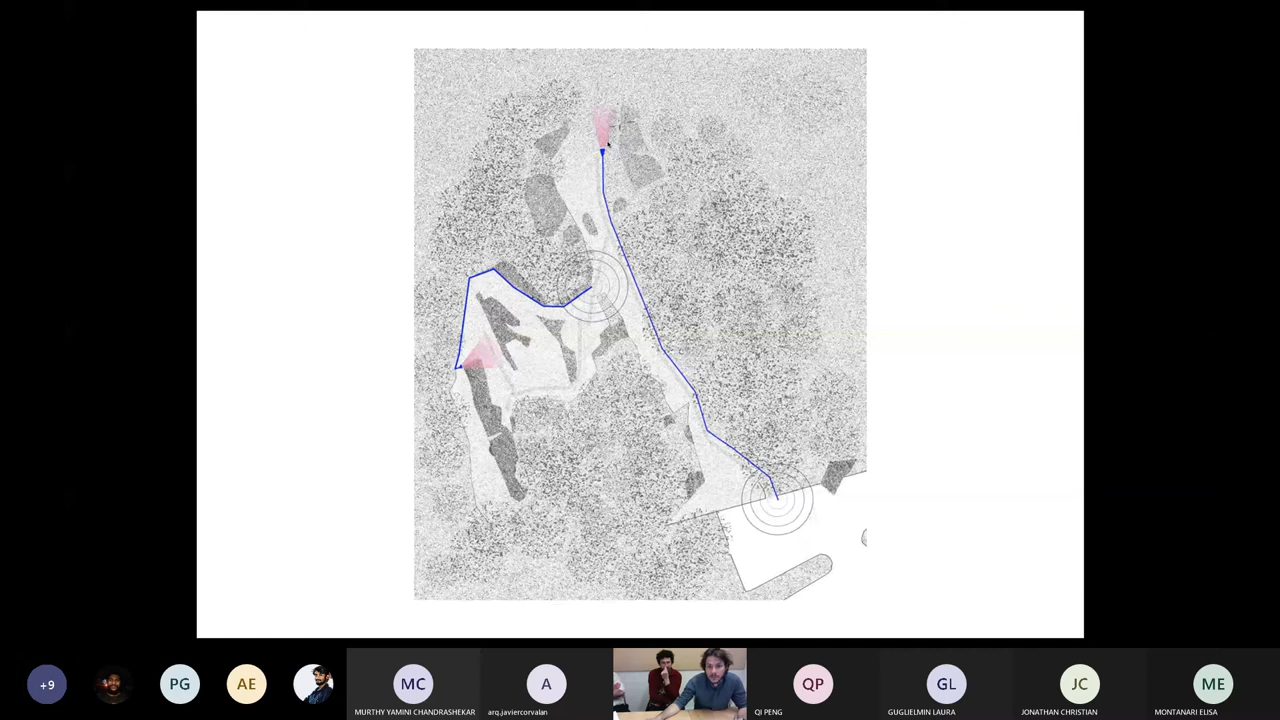 +9
PG
AE
MC
MURTHY YAMINI CHANDRASHEKAR
A
arq.javiercorvalan
QP
QI PENG
GL
GUGLIELMIN LAURA
JC
JONATHAN CHRISTIAN
ME
MONTANARI ELISA